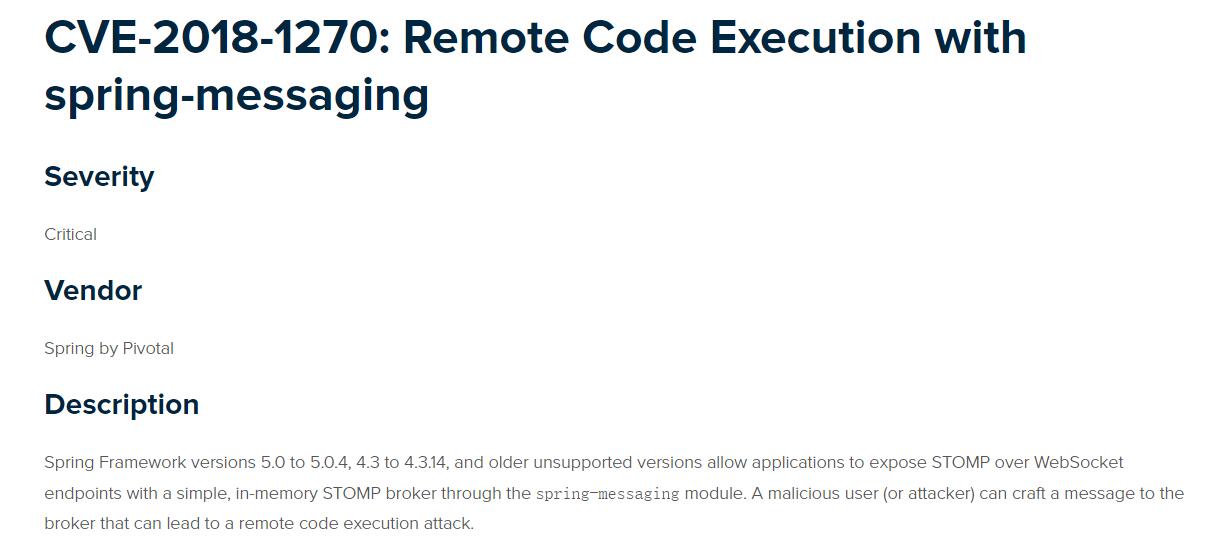 CVE-2018-1270: Remote Code Execution with
spring-messaging
Severity
Critical
Vendor
Spring by Pivotal
Description
Spring Framework versions 5.0 to 5.0.4, 4.3 to 4.3.14, and older unsupported versions allow applications to expose STOMP over WebSocket
endpoints with a simple, in-memory STOMP broker through the spring-messaging module. A malicious user (or attacker) can craft a message to the
broker that can lead to a remote code execution attack.